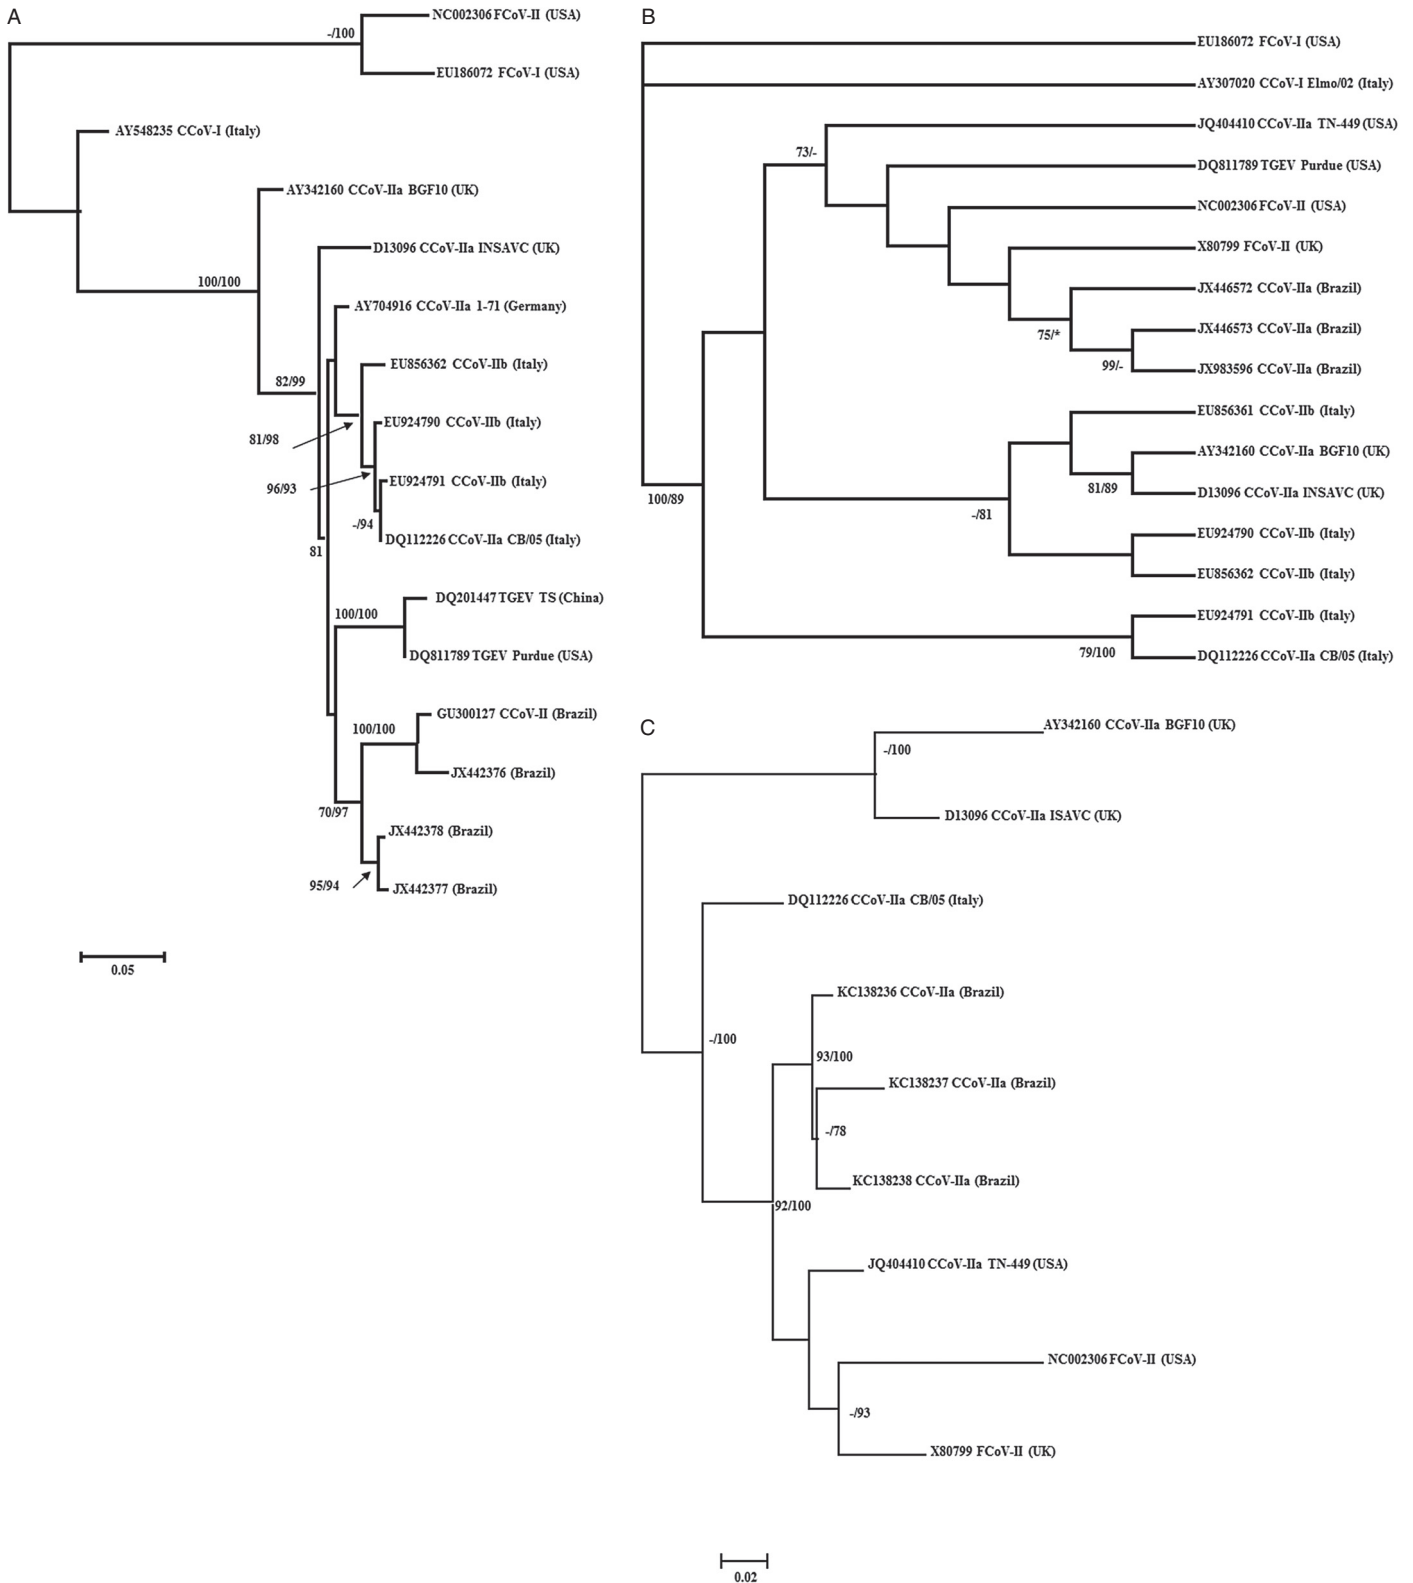 A
NC002306 FCoV-II (USA)
-/100
EU186072 FCoV-I (USA)
AY548235 CCoV-I (Italy)
AY342160 CCoV-IIa BGF10 (UK)
D13096 CCoV-IIa INSAVC (UK)
100/100
AY704916 CCoV-IIa 1-71 (Germany)
EU856362 CCoV-IIb (Italy)
82/99
EU924790 CCoV-IIb (Italy)
81/98
EU924791 CCoV-IIb (Italy)
96/93
-/94
DQ112226 CCoV-IIa CB/05 (Italy)
81
DQ201447 TGEV TS (China)
100/100
DQ811789 TGEV Purdue (USA)
GU300127 CCoV-II (Brazil)
100/100
JX442376 (Brazil)
70/97
JX442378 (Brazil)
95/94
JX442377 (Brazil)
0.05
B
EU186072 FCoV-I (USA)
AY307020 CCoV-I Elmo/02 (Italy)
JQ404410 CCoV-IIa TN-449 (USA)
73/-
DQ811789 TGEV Purdue (USA)
NC002306 FCoV-II (USA)
X80799 FCoV-II (UK)
JX446572 CCoV-IIa (Brazil)
JX446573 CCoV-IIa (Brazil)
75/*
99/-
JX983596 CCoV-IIa (Brazil)
EU856361 CCoV-IIb (Italy)
AY342160 CCoV-IIa BGF10 (UK)
81/89
D13096 CCoV-IIa INSAVC (UK)
100/89
-/81
EU924790 CCoV-IIb (Italy)
EU856362 CCoV-IIb (Italy)
EU924791 CCoV-IIb (Italy)
79/100
DQ112226 CCoV-IIa CB/05 (Italy)
C
AY342160 CCoV-IIa BGF10 (UK)
-/100
D13096 CCoV-IIa ISAVC (UK)
DQ112226 CCoV-IIa CB/05 (Italy)
KC138236 CCoV-IIa (Brazil)
-/100
93/100
KC138237 CCoV-IIa (Brazil)
-/78
KC138238 CCoV-IIa (Brazil)
92/100
JQ404410 CCoV-IIa TN-449 (USA)
NC002306 FCoV-II (USA)
-/93
X80799 FCoV-II (UK)
0.02